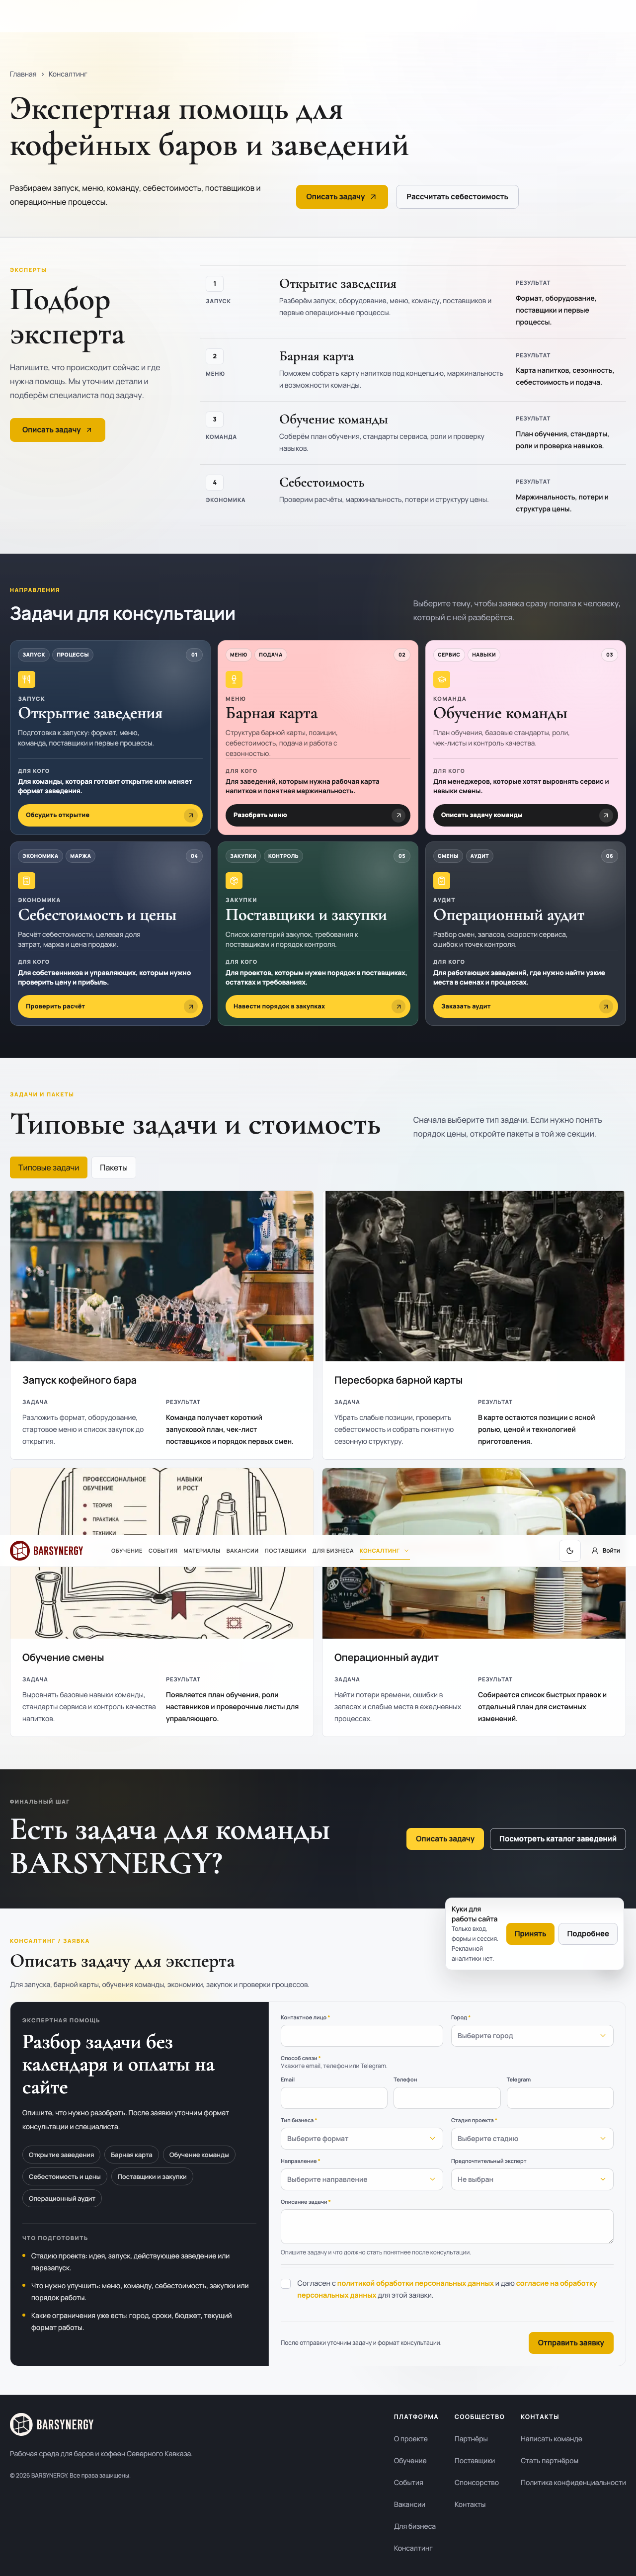 Главная › Консалтинг
Экспертная помощь для
кофейных баров и заведений
Разбираем запуск, меню, команду, себестоимость, поставщиков и
операционные процессы.
Описать задачу
Рассчитать себестоимость
ЭКСПЕРТЫ
Подбор
эксперта
Напишите, что происходит сейчас и где
нужна помощь. Мы уточним детали и
подберём специалиста под задачу.
Описать задачу
1
ЗАПУСК
Открытие заведения
Разберём запуск, оборудование, меню, команду, поставщиков и
первые операционные процессы.
РЕЗУЛЬТАТ
Формат, оборудование,
поставщики и первые
процессы.
2
МЕНЮ
Барная карта
Поможем собрать карту напитков под концепцию, маржинальность
и возможности команды.
РЕЗУЛЬТАТ
Карта напитков, сезонность,
себестоимость и подача.
3
КОМАНДА
Обучение команды
Соберём план обучения, стандарты сервиса, роли и проверку
навыков.
РЕЗУЛЬТАТ
План обучения, стандарты,
роли и проверка навыков.
4
ЭКОНОМИКА
Себестоимость
Проверим расчёты, маржинальность, потери и структуру цены.
РЕЗУЛЬТАТ
Маржинальность, потери и
структура цены.
НАПРАВЛЕНИЯ
Задачи для консультации
Выберите тему, чтобы заявка сразу попала к человеку,
который с ней разберётся.
ЗАПУСК ПРОЦЕССЫ 01
ЗАПУСК
Открытие заведения
Подготовка к запуску: формат, меню,
команда, поставщики и первые процессы.
ДЛЯ КОГО
Для команды, которая готовит открытие или меняет
формат заведения.
Обсудить открытие
МЕНЮ ПОДАЧА 02
МЕНЮ
Барная карта
Структура барной карты, позиции,
себестоимость, подача и работа с
сезонностью.
ДЛЯ КОГО
Для заведений, которым нужна рабочая карта
напитков и понятная маржинальность.
Разобрать меню
СЕРВИС НАВЫКИ 03
КОМАНДА
Обучение команды
План обучения, базовые стандарты, роли,
чек-листы и контроль качества.
ДЛЯ КОГО
Для менеджеров, которые хотят выровнять сервис и
навыки смены.
Описать задачу команды
ЭКОНОМИКА МАРЖА 04
ЭКОНОМИКА
Себестоимость и цены
Расчёт себестоимости, целевая доля
затрат, маржа и цена продажи.
ДЛЯ КОГО
Для собственников и управляющих, которым нужно
проверить цену и прибыль.
Проверить расчёт
ЗАКУПКИ КОНТРОЛЬ 05
ЗАКУПКИ
Поставщики и закупки
Список категорий закупок, требования к
поставщикам и порядок контроля.
ДЛЯ КОГО
Для проектов, которым нужен порядок в поставщиках,
остатках и требованиях.
Навести порядок в закупках
СМЕНЫ АУДИТ 06
АУДИТ
Операционный аудит
Разбор смен, запасов, скорости сервиса,
ошибок и точек контроля.
ДЛЯ КОГО
Для работающих заведений, где нужно найти узкие
места в сменах и процессах.
Заказать аудит
ЗАДАЧИ И ПАКЕТЫ
Типовые задачи и стоимость
Сначала выберите тип задачи. Если нужно понять
порядок цены, откройте пакеты в той же секции.
Типовые задачи
Пакеты
Запуск кофейного бара
ЗАДАЧА
Разложить формат, оборудование,
стартовое меню и список закупок до
открытия.
РЕЗУЛЬТАТ
Команда получает короткий
запусковой план, чек-лист
поставщиков и порядок первых смен.
Пересборка барной карты
ЗАДАЧА
Убрать слабые позиции, проверить
себестоимость и собрать понятную
сезонную структуру.
РЕЗУЛЬТАТ
В карте остаются позиции с ясной
ролью, ценой и технологией
приготовления.
ПРОФЕССИОНАЛЬНОЕ
ОБУЧЕНИЕ
ТЕОРИЯ
ПРАКТИКА
ТЕХНИКИ
НАВЫКИ
И РОСТ
BARSYNERGY
ОБУЧЕНИЕ СОБЫТИЯ МАТЕРИАЛЫ ВАКАНСИИ ПОСТАВЩИКИ ДЛЯ БИЗНЕСА КОНСАЛТИНГ
Войти
Обучение смены
ЗАДАЧА
Выровнять базовые навыки команды,
стандарты сервиса и контроль качества
напитков.
РЕЗУЛЬТАТ
Появляется план обучения, роли
наставников и проверочные листы для
управляющего.
Операционный аудит
ЗАДАЧА
Найти потери времени, ошибки в
запасах и слабые места в ежедневных
процессах.
РЕЗУЛЬТАТ
Собирается список быстрых правок и
отдельный план для системных
изменений.
ФИНАЛЬНЫЙ ШАГ
Есть задача для команды
BARSYNERGY?
Описать задачу
Посмотреть каталог заведений
Куки для
работы сайта
Только вход,
формы и сессия.
Рекламной
аналитики нет.
Принять
Подробнее
КОНСАЛТИНГ / ЗАЯВКА
Описать задачу для эксперта
Для запуска, барной карты, обучения команды, экономики, закупок и проверки процессов.
ЭКСПЕРТНАЯ ПОМОЩЬ
Разбор задачи без
календаря и оплаты на
сайте
Опишите, что нужно разобрать. После заявки уточним формат
консультации и специалиста.
Открытие заведения
Барная карта
Обучение команды
Себестоимость и цены
Поставщики и закупки
Операционный аудит
ЧТО ПОДГОТОВИТЬ
Стадию проекта: идея, запуск, действующее заведение или
перезапуск.
Что нужно улучшить: меню, команду, себестоимость, закупки или
порядок работы.
Какие ограничения уже есть: город, сроки, бюджет, текущий
формат работы.
Контактное лицо *
Город *
Выберите город
Способ связи *
Укажите email, телефон или Telegram.
Email
Телефон
Telegram
Тип бизнеса *
Выберите формат
Стадия проекта *
Выберите стадию
Направление *
Выберите направление
Предпочтительный эксперт
Не выбран
Описание задачи *
Опишите задачу и что должно стать понятнее после консультации.
Согласен с политикой обработки персональных данных и даю согласие на обработку
персональных данных для этой заявки.
После отправки уточним задачу и формат консультации.
Отправить заявку
BARSYNERGY
Рабочая среда для баров и кофеен Северного Кавказа.
© 2026 BARSYNERGY. Все права защищены.
ПЛАТФОРМА
О проекте
Обучение
События
Вакансии
Для бизнеса
Консалтинг
СООБЩЕСТВО
Партнёры
Поставщики
Спонсорство
Контакты
КОНТАКТЫ
Написать команде
Стать партнёром
Политика конфиденциальности